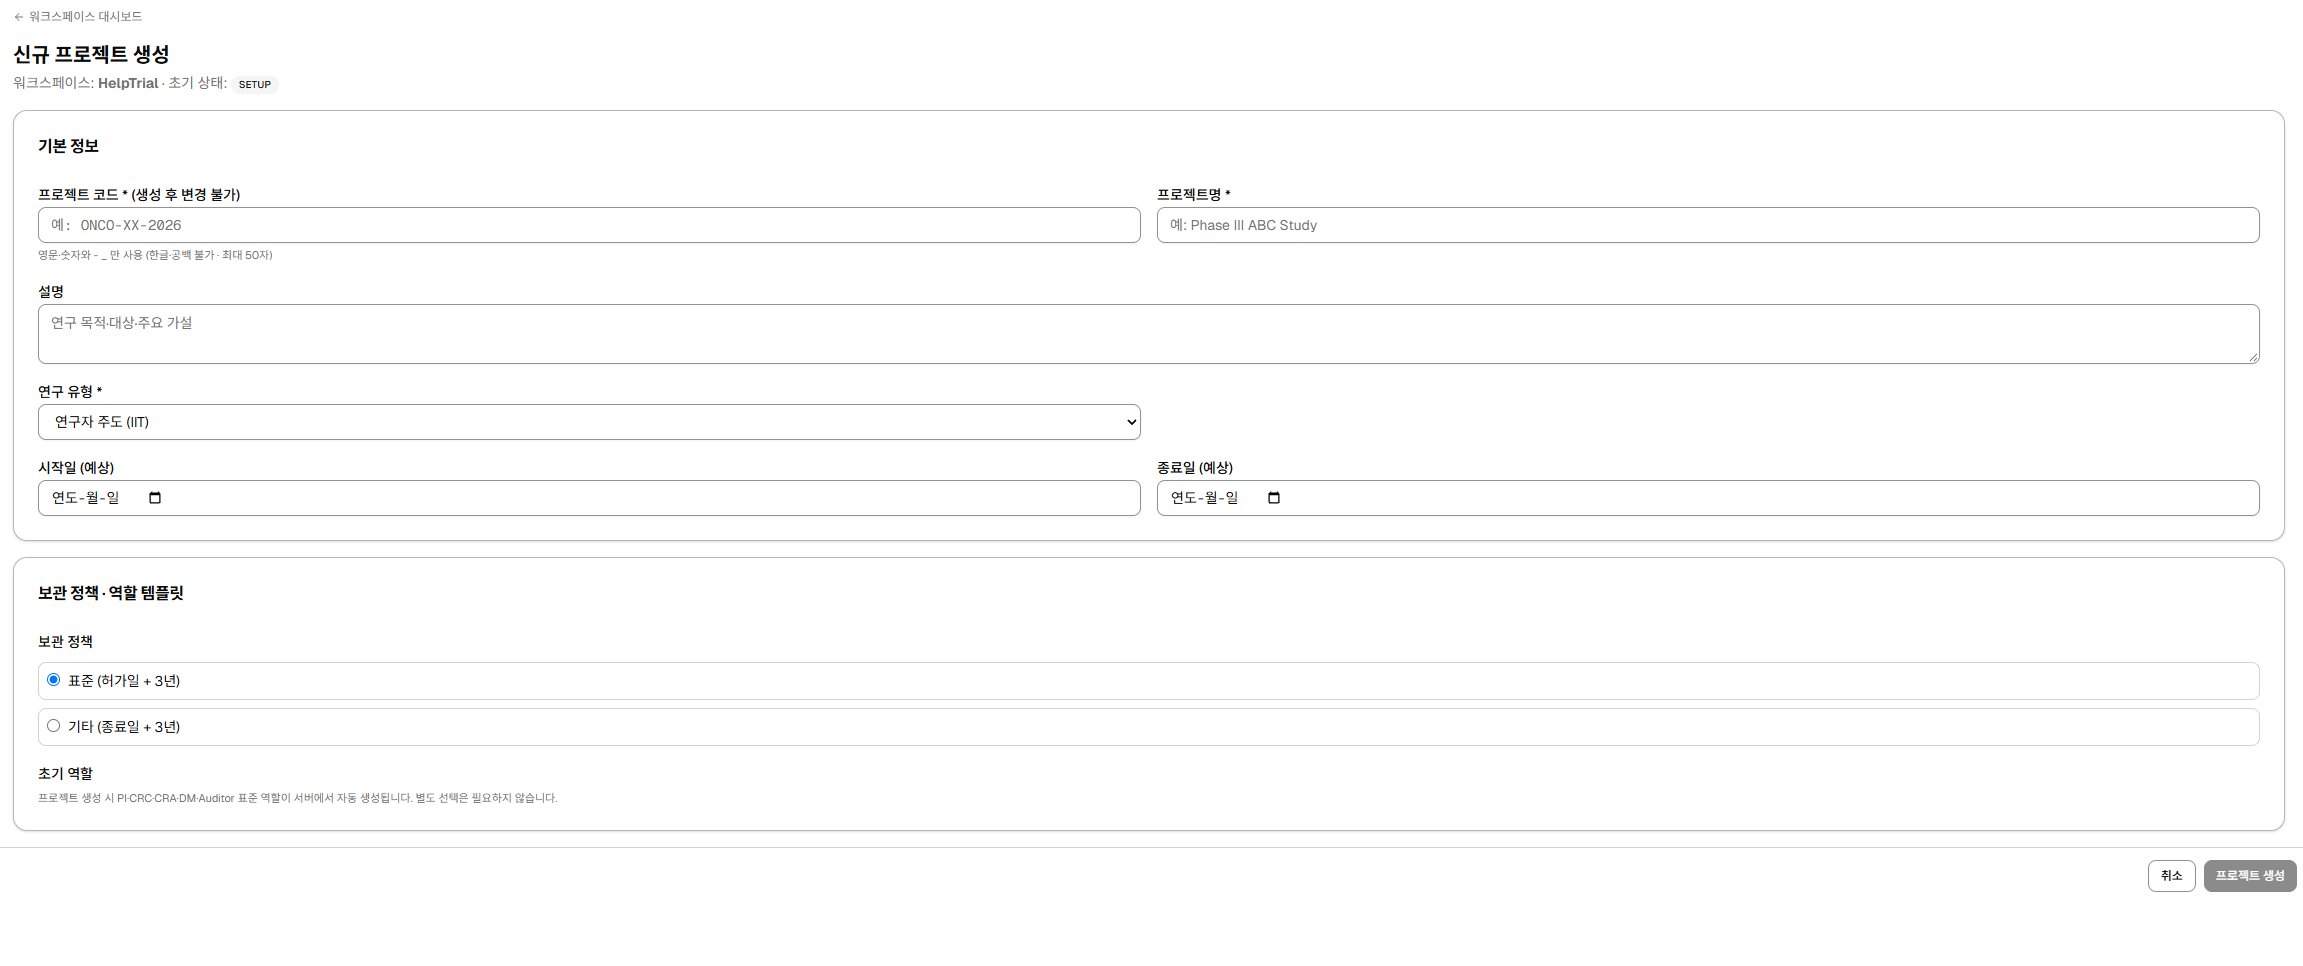 ← 워크스페이스 대시보드
신규 프로젝트 생성
워크스페이스: HelpTrial · 초기 상태: SETUP
기본 정보
프로젝트 코드 * (생성 후 변경 불가)
예: ONCO-XX-2026
영문·숫자와 - _ 만 사용 (한글·공백 불가 · 최대 50자)
프로젝트명 *
예: Phase III ABC Study
설명
연구 목적·대상·주요 가설
연구 유형 *
연구자 주도 (IIT)
시작일 (예상)
연도-월-일
종료일 (예상)
연도-월-일
보관 정책 · 역할 템플릿
보관 정책
표준 (허가일 + 3년)
기타 (종료일 + 3년)
초기 역할
프로젝트 생성 시 PI·CRC·CRA·DM·Auditor 표준 역할이 서버에서 자동 생성됩니다. 별도 선택은 필요하지 않습니다.
취소
프로젝트 생성